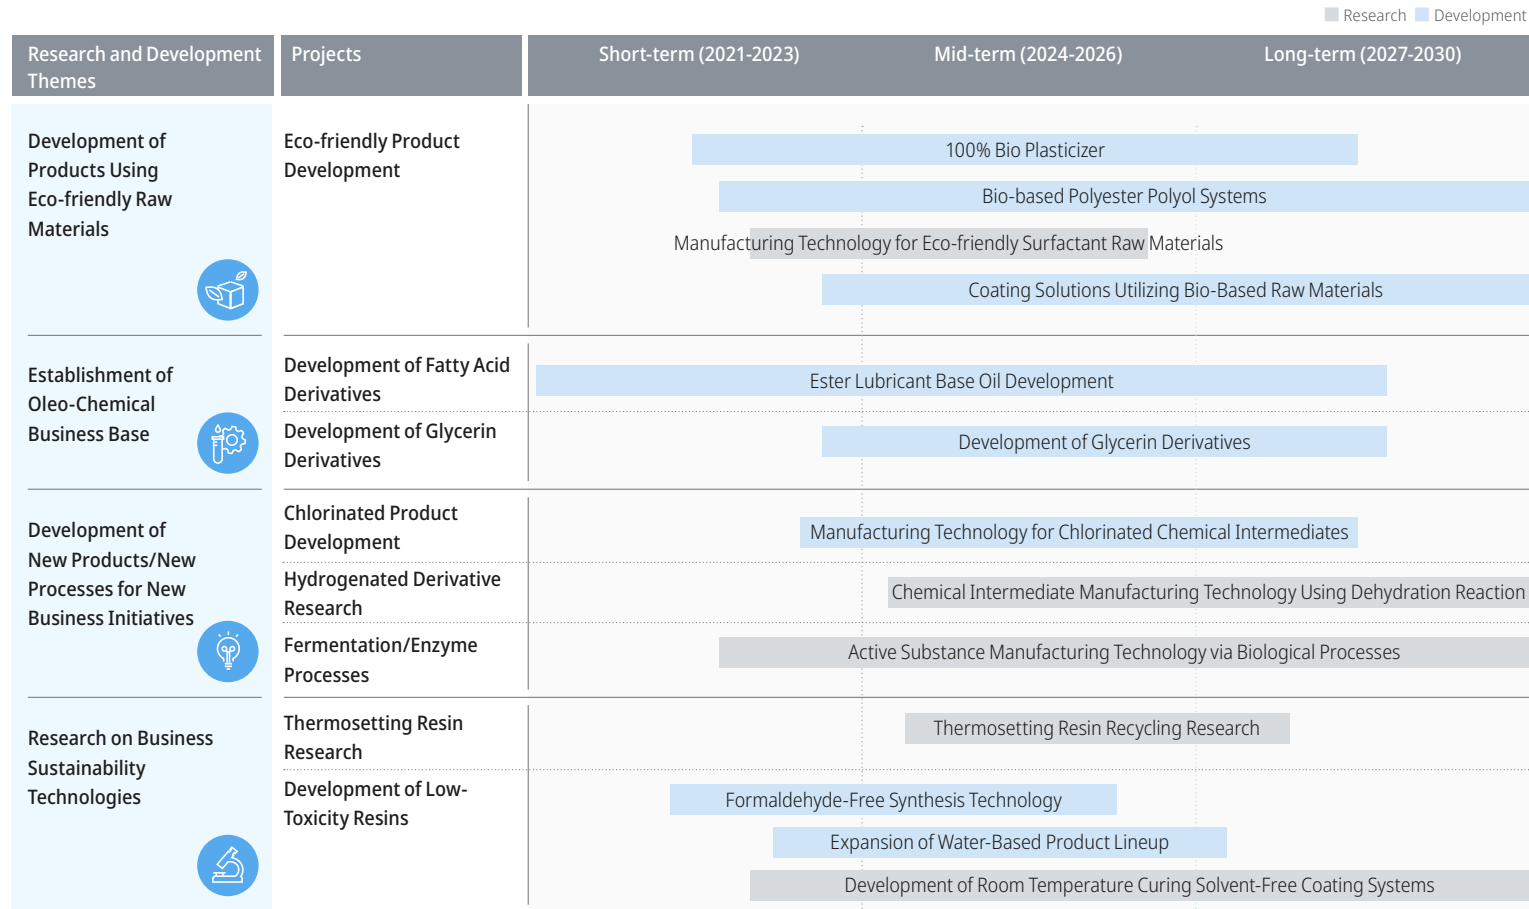 Research Development
Research and Development
Themes
Projects
Short-term (2021-2023)
Mid-term (2024-2026)
Long-term (2027-2030)
Development of
Products Using
Eco-friendly Raw
Materials
Eco-friendly Product
Development
100% Bio Plasticizer
Bio-based Polyester Polyol Systems
Manufacturing Technology for Eco-friendly Surfactant Raw Materials
Coating Solutions Utilizing Bio-Based Raw Materials
Establishment of
Oleo-Chemical
Business Base
Development of Fatty Acid
Derivatives
Ester Lubricant Base Oil Development
Development of Glycerin
Derivatives
Development of Glycerin Derivatives
Development of
New Products/New
Processes for New
Business Initiatives
Chlorinated Product
Development
Manufacturing Technology for Chlorinated Chemical Intermediates
Hydrogenated Derivative
Research
Chemical Intermediate Manufacturing Technology Using Dehydration Reaction
Fermentation/Enzyme
Processes
Active Substance Manufacturing Technology via Biological Processes
Research on Business
Sustainability
Technologies
Thermosetting Resin
Research
Thermosetting Resin Recycling Research
Development of Low-
Toxicity Resins
Formaldehyde-Free Synthesis Technology
Expansion of Water-Based Product Lineup
Development of Room Temperature Curing Solvent-Free Coating Systems